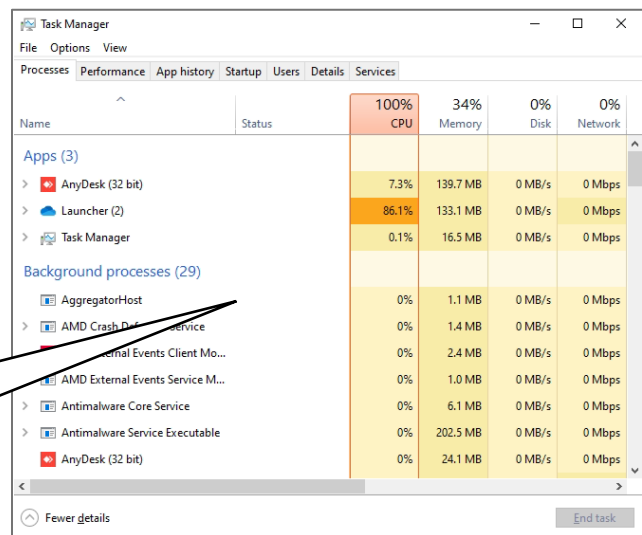 Task Manager
File Options View
Processes Performance App history Startup Users Details Services
100% 34% 0% 0%
Name Status CPU Memory Disk Network
Apps (3)
AnyDesk (32 bit) 7.3% 139.7 MB 0 MB/s 0 Mbps
Launcher (2) 86.1% 133.1 MB 0 MB/s 0 Mbps
Task Manager 0.1% 16.5 MB 0 MB/s 0 Mbps
Background processes (29)
AggregatorHost 0% 1.1 MB 0 MB/s 0 Mbps
AMD Crash Service 0% 1.4 MB 0 MB/s 0 Mbps
Events Client Mo... 0% 2.4 MB 0 MB/s 0 Mbps
AMD External Events Service M... 0% 1.0 MB 0 MB/s 0 Mbps
Antimalware Core Service 0% 6.1 MB 0 MB/s 0 Mbps
Antimalware Service Executable 0% 202.5 MB 0 MB/s 0 Mbps
AnyDesk (32 bit) 0% 24.1 MB 0 MB/s 0 Mbps
Fewer details End task